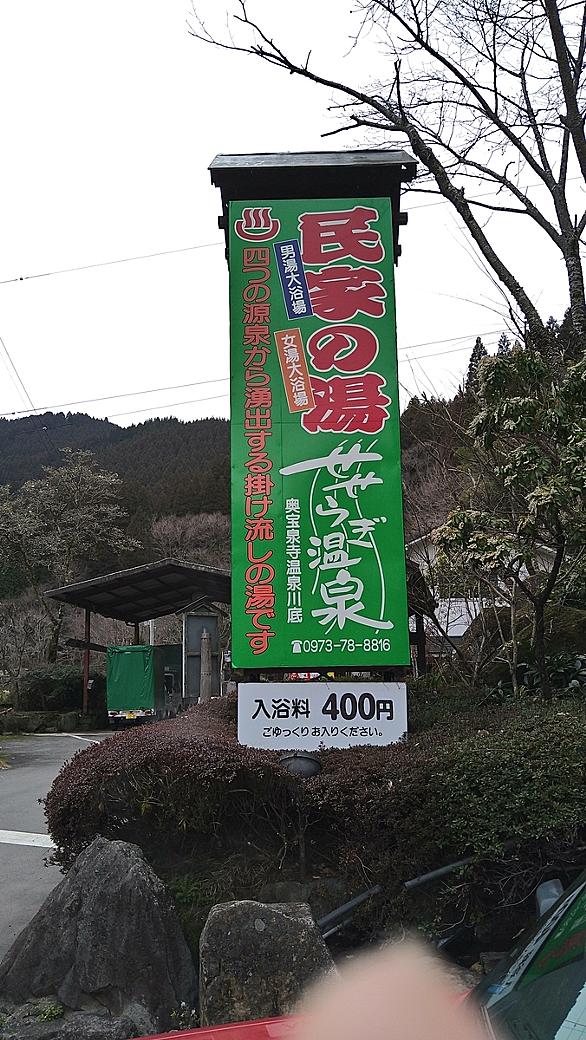 民家の湯
男湯大浴場
女湯大浴場
四つの源泉から湧出する掛け流しの湯です
せせらぎ温泉
奥宝泉寺温泉川底
☎0973-78-8816
入浴料 400円
ごゆっくりお入りください。